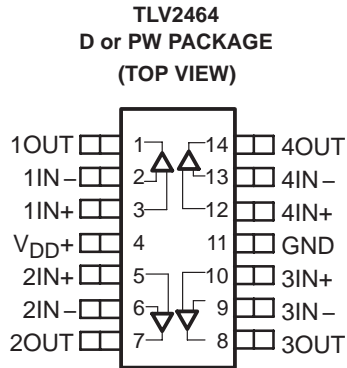 TLV2464
D or PW PACKAGE
(TOP VIEW)
1OUT 1 14 4OUT
1IN− 2 13 4IN−
1IN+ 3 12 4IN+
VDD+ 4 11 GND
2IN+ 5 10 3IN+
2IN− 6 9 3IN−
2OUT 7 8 3OUT